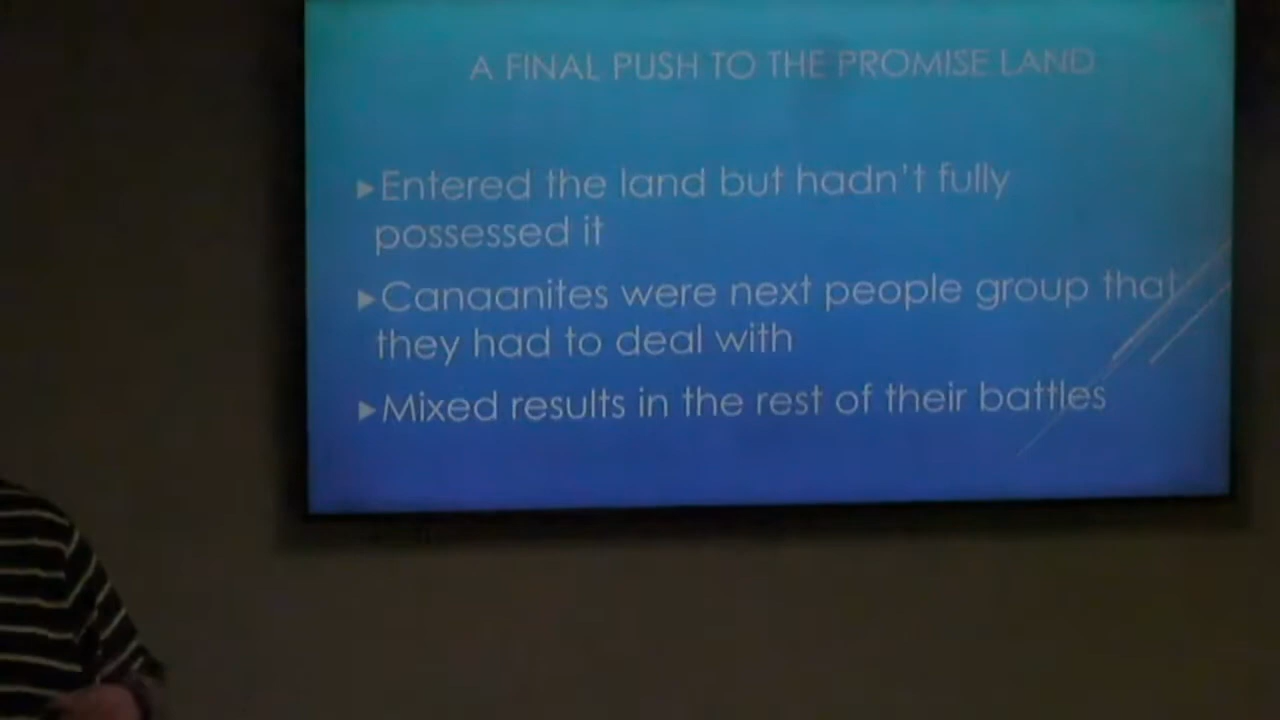 A FINAL PUSH TO THE PROMISE LAND
▸Entered the land but hadn't fully
possessed it
▸Canaanites were next people group that
they had to deal with
▸Mixed results in the rest of their battles